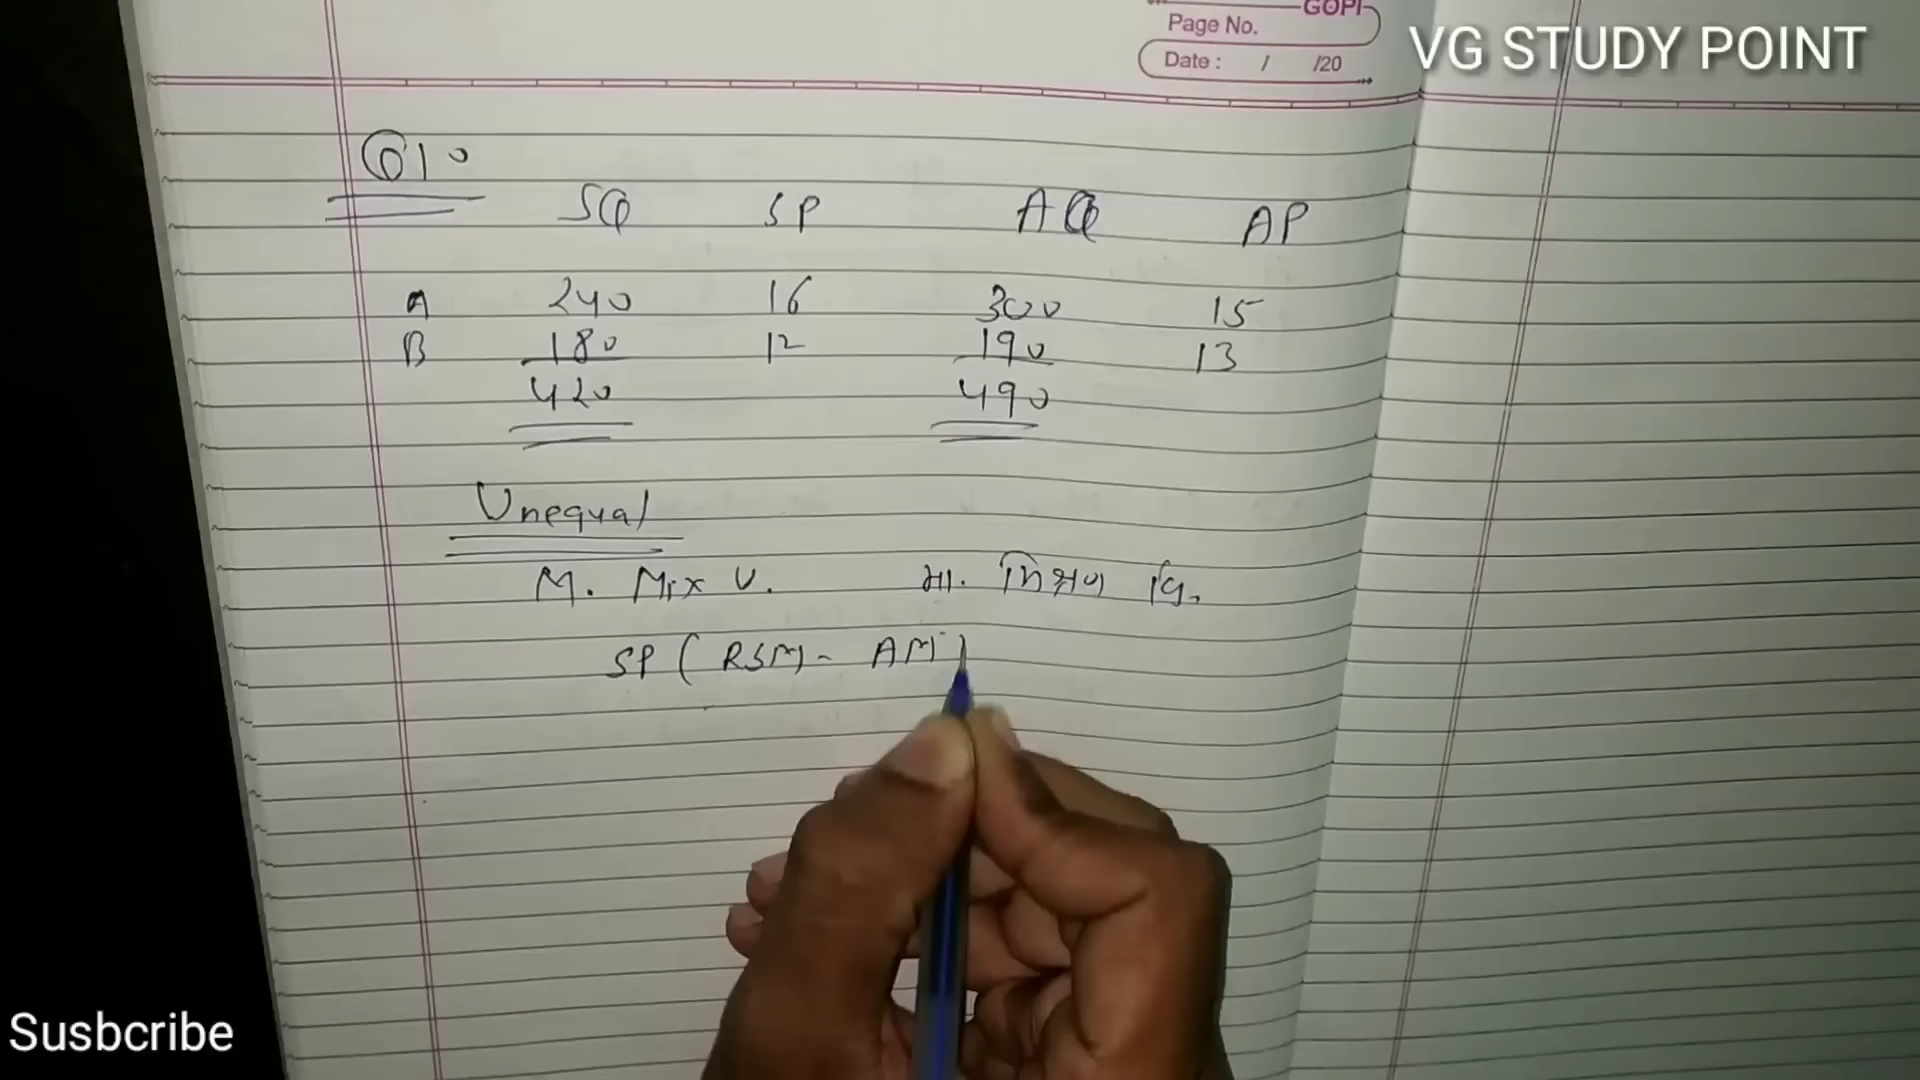 GOPI
Page No.
Date : / /20
VG STUDY POINT
Q10
SQ SP AQ AP
A 240 16 300 15
B 180 12 190 13
420 490
Unequal
M. Mix V. मा. मिश्रण वि.
SP ( RSM - AM )
Susbcribe